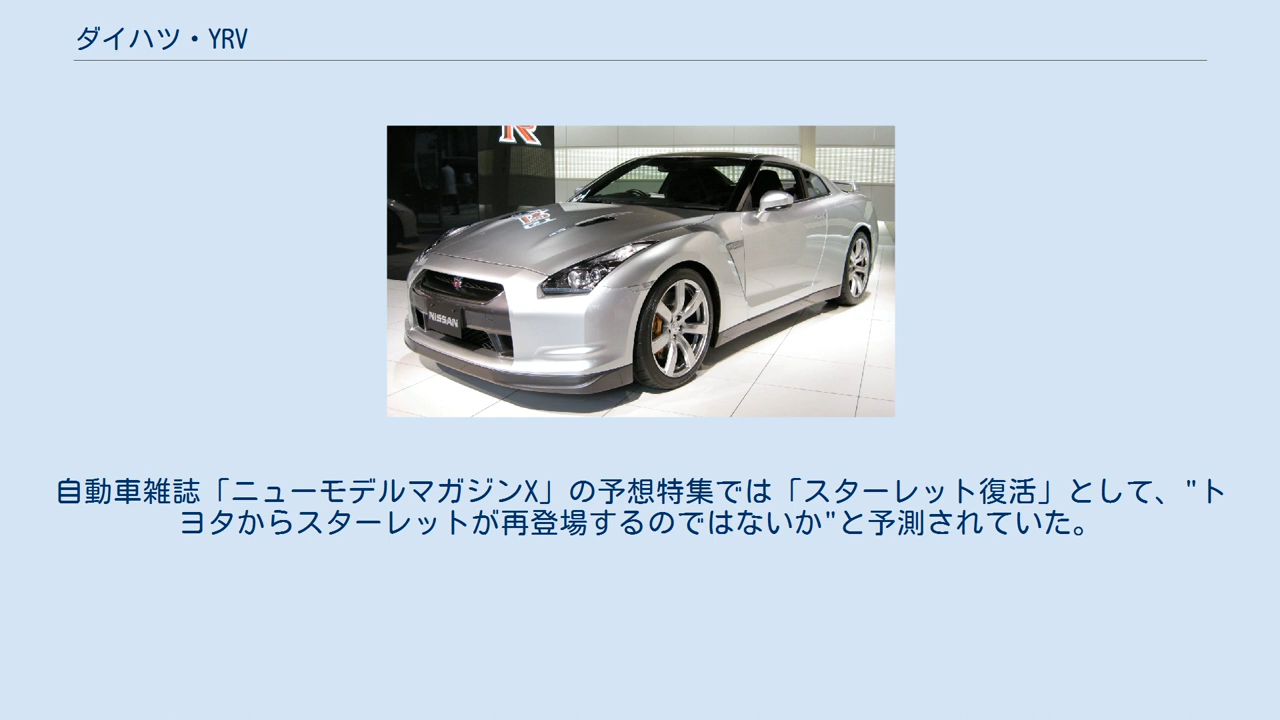 ダイハツ・YRV
R
NISSAN
自動車雑誌「ニューモデルマガジンX」の予想特集では「スターレット復活」として、"ト
ヨタからスターレットが再登場するのではないか"と予測されていた。